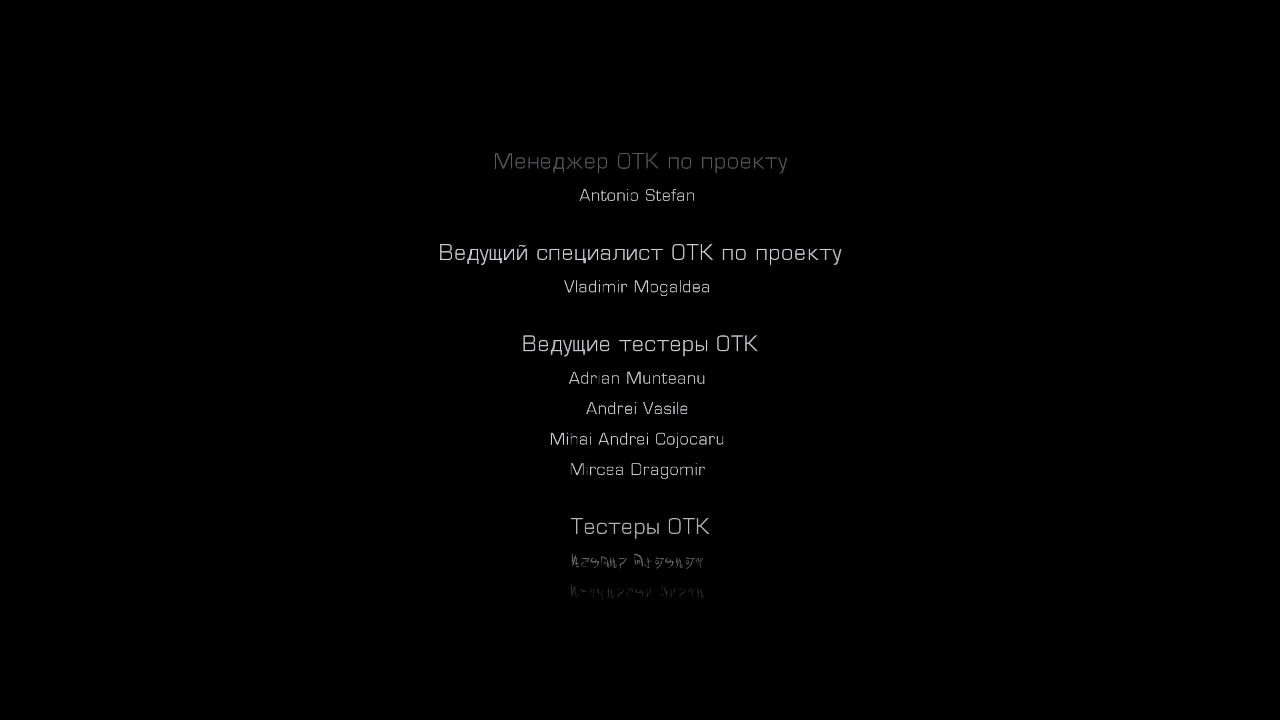 Менеджер ОТК по проекту
Antonio Stefan
Ведущий специалист ОТК по проекту
Vladimir Mogaldea
Ведущие тестеры ОТК
Adrian Munteanu
Andrei Vasile
Mihai Andrei Cojocaru
Mircea Dragomir
Тестеры ОТК